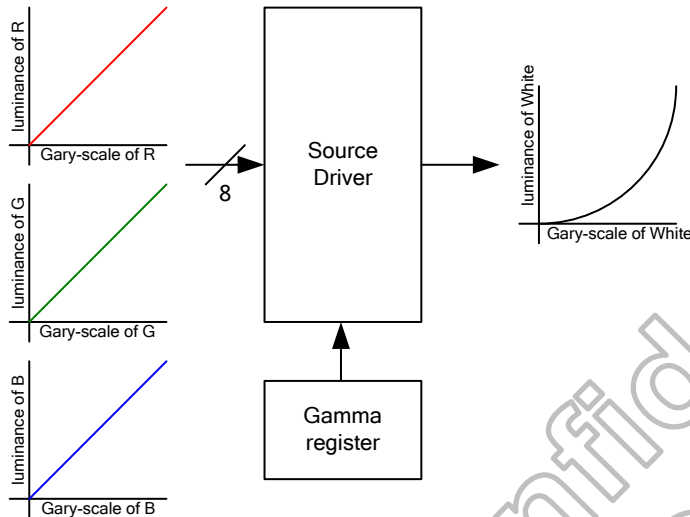 luminance of R
Gary-scale of R
luminance of G
Gary-scale of G
luminance of B
Gary-scale of B
8
Source
Driver
Gamma
register
luminance of White
Gary-scale of White